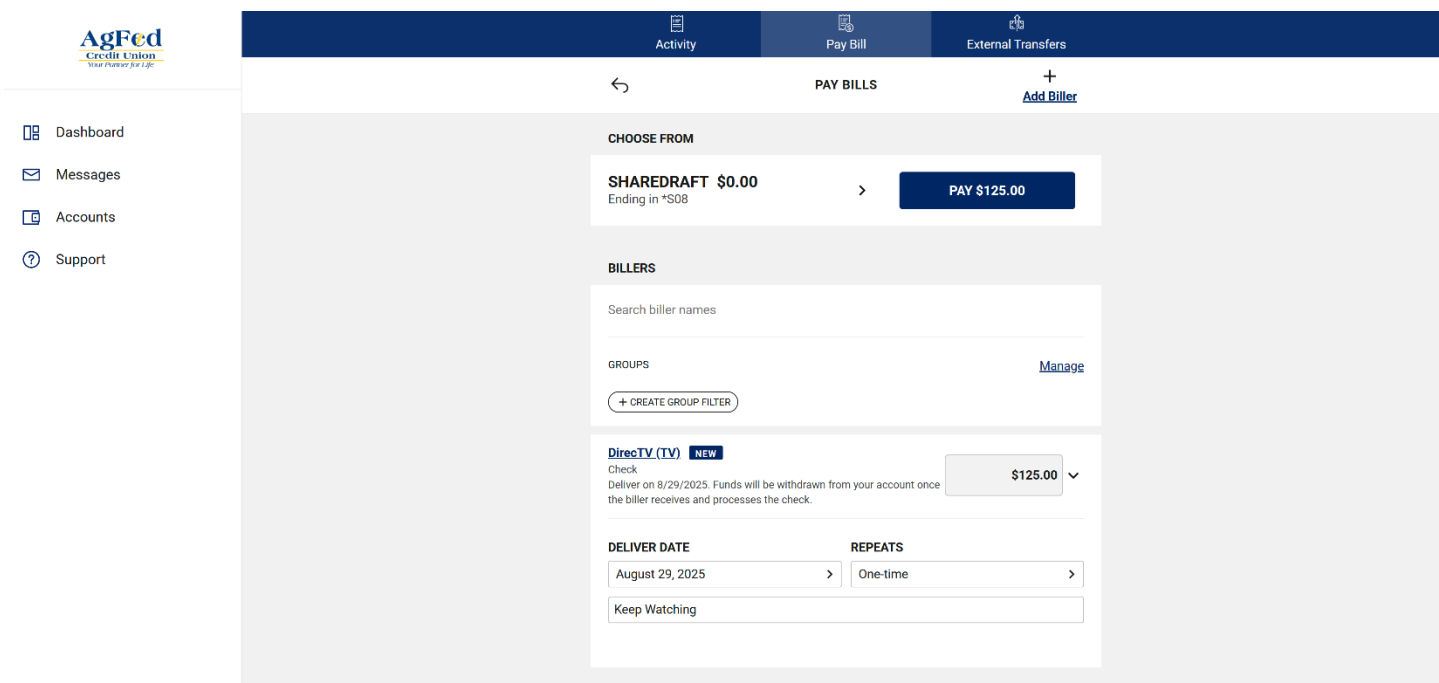 AgFed
Credit Union
Your Partner for Life
Activity
Pay Bill
External Transfers
PAY BILLS
Add Biller
Dashboard
Messages
Accounts
Support
CHOOSE FROM
SHAREDRAFT $0.00
Ending in *S08
PAY $125.00
BILLERS
Search biller names
GROUPS
Manage
+ CREATE GROUP FILTER
DirecTV (TV) NEW
Check
Deliver on 8/29/2025. Funds will be withdrawn from your account once
the biller receives and processes the check.
$125.00
DELIVER DATE
REPEATS
August 29, 2025
One-time
Keep Watching